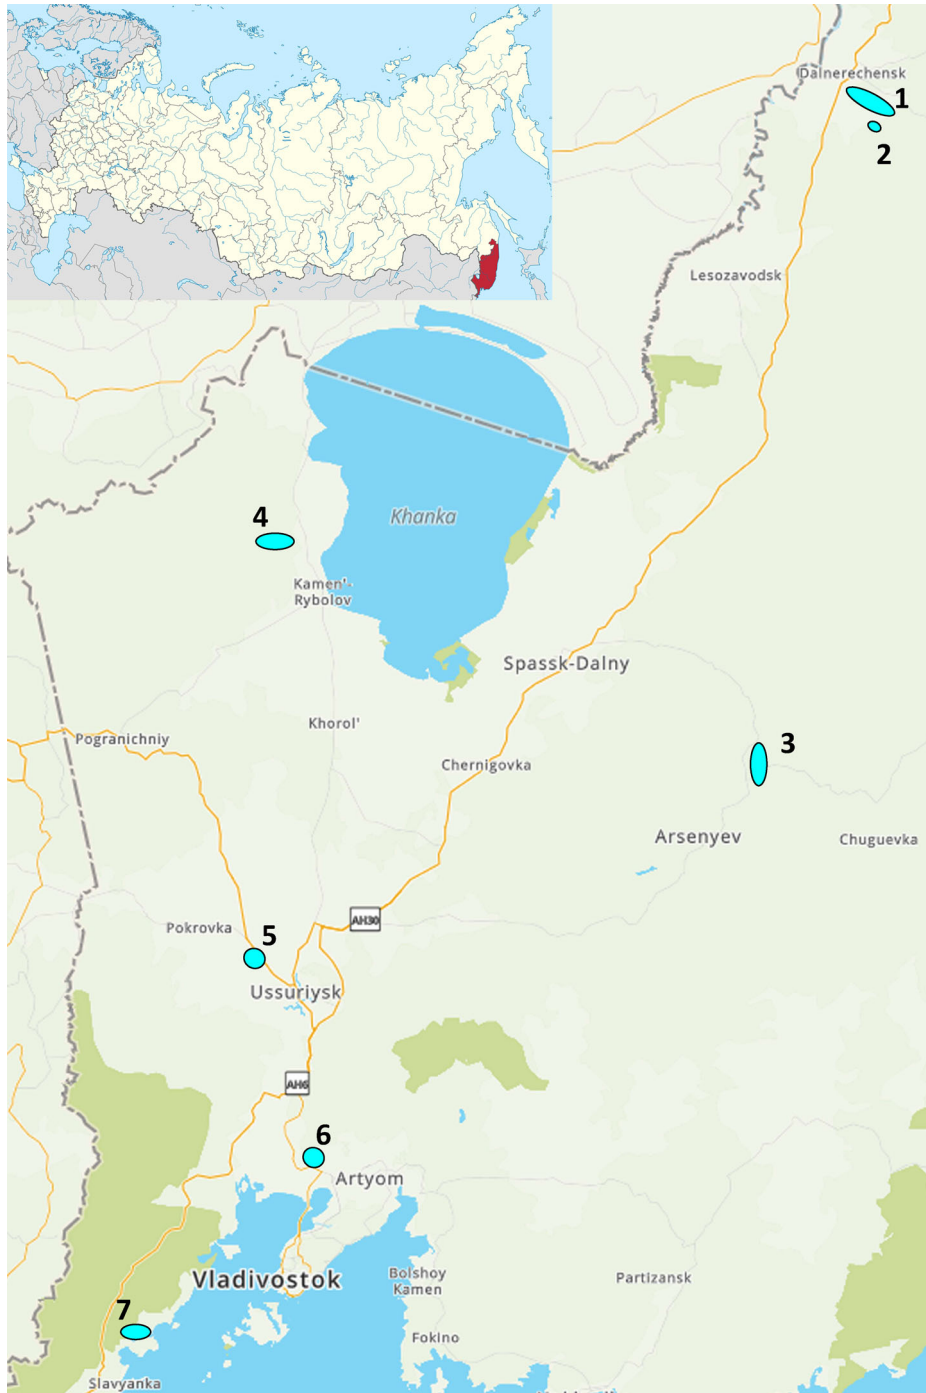 Dalnerechensk
1
2
Lesozavodsk
Khanka
4
Kamen'-
Rybolov
Spassk-Dalny
Khorol'
Pogranichniy
3
Chernigovka
Arsenyev
Chuguevka
AH30
Pokrovka
5
Ussuriysk
AH6
6
Artyom
Vladivostok
Bolshoy
Kamen
Partizansk
7
Fokino
Slavyanka